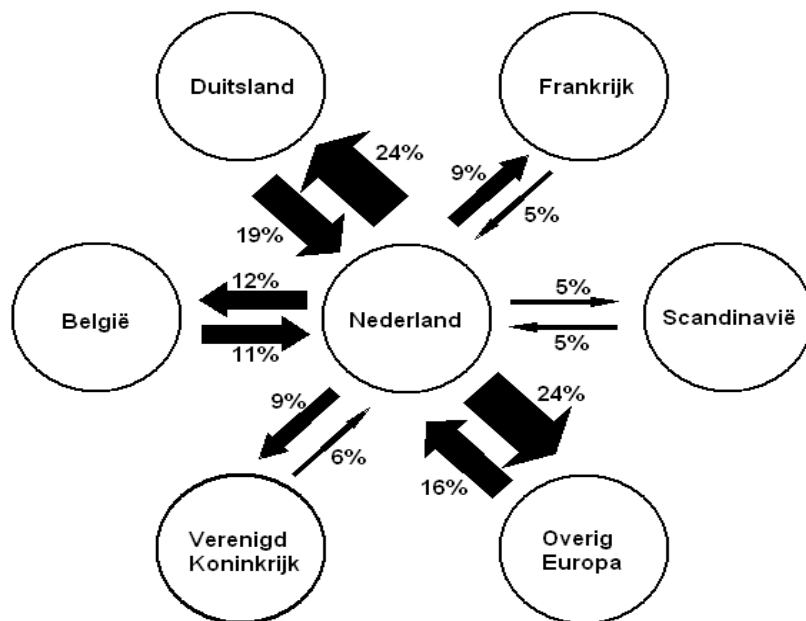 Duitsland
Frankrijk
24%
9%
5%
19%
12%
5%
België
Nederland
Scandinavië
11%
5%
9%
24%
6%
16%
Verenigd
Koninkrijk
Overig
Europa